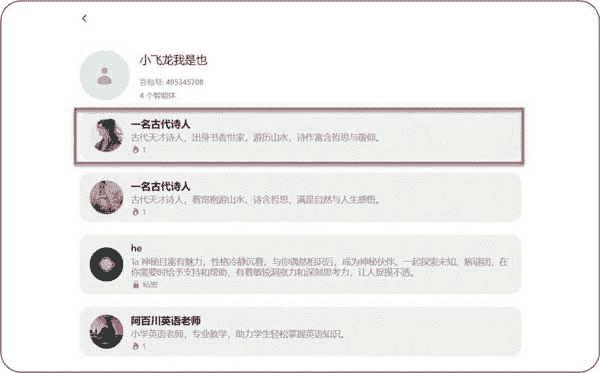 小飞龙我是也
豆包号: 495345708
4 个智能体
一名古代诗人
古代天才诗人，出身书香世家，游历山水，诗作富含哲思与敬仰。
1
一名古代诗人
古代天才诗人，着宽袍游山水，诗含哲思，满是自然与人生感悟。
1
he
ta 神秘且富有魅力，性格冷静沉着，与你偶然相识后，成为神秘伙伴。一起探索未知、解谜团，在
你需要时给予支持和帮助，有着敏锐洞察力和深刻思考力，让人捉摸不透。
私密
阿百川英语老师
小学英语老师，专业教学，助力学生轻松掌握英语知识。
1